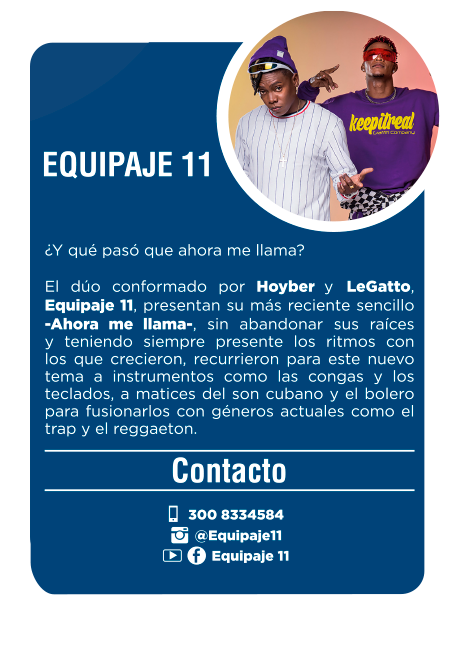 keepitreal
Graffiti Company
EQUIPAJE 11
¿Y qué pasó que ahora me llama?
El dúo conformado por Hoyber y LeGatto,
Equipaje 11, presentan su más reciente sencillo
-Ahora me llama-, sin abandonar sus raíces
y teniendo siempre presente los ritmos con
los que crecieron, recurrieron para este nuevo
tema a instrumentos como las congas y los
teclados, a matices del son cubano y el bolero
para fusionarlos con géneros actuales como el
trap y el reggaeton.
Contacto
300 8334584
@Equipaje11
Equipaje 11